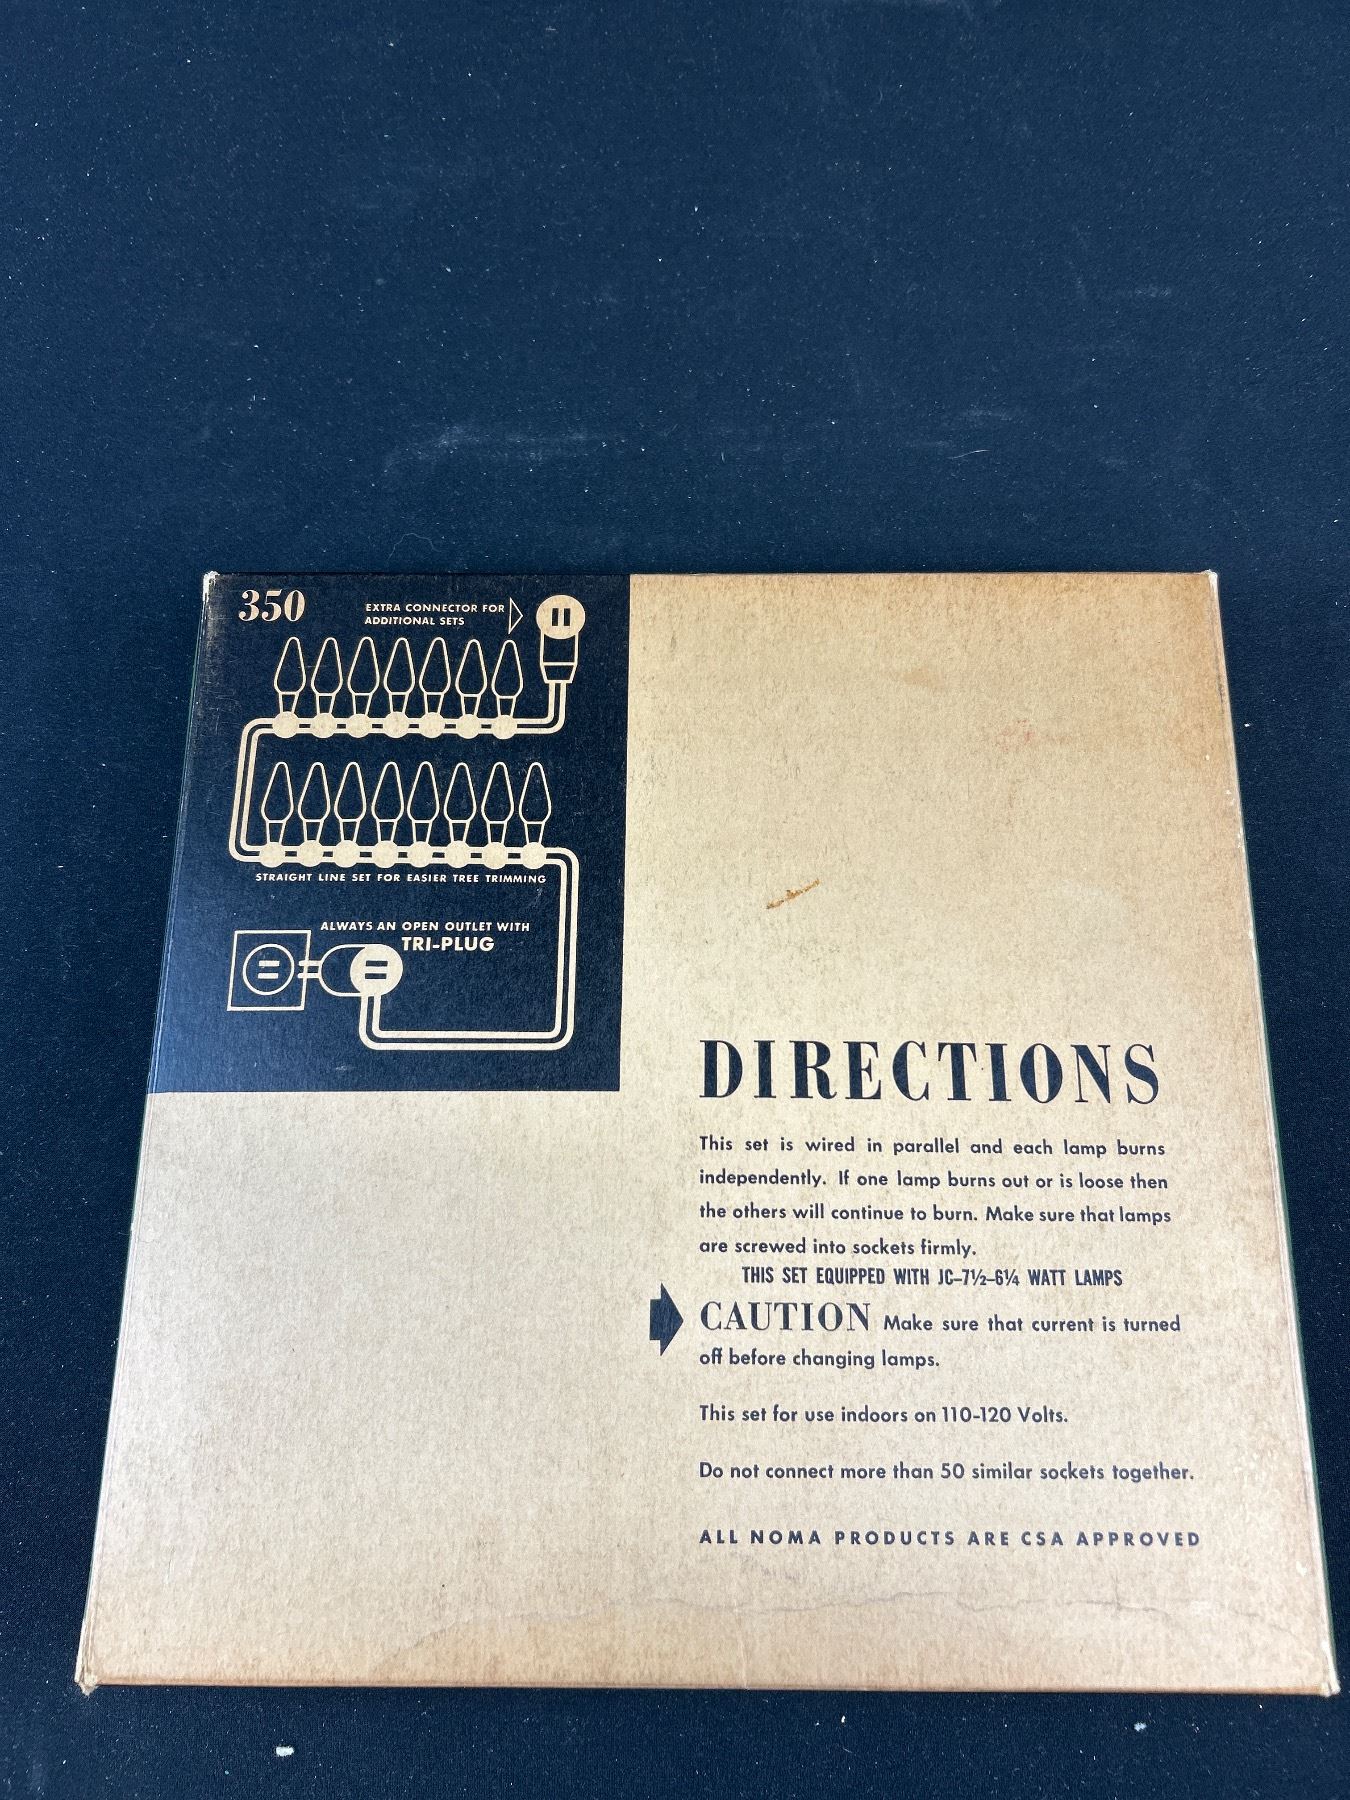 350
EXTRA CONNECTOR FOR
ADDITIONAL SETS
STRAIGHT LINE SET FOR EASIER TREE TRIMMING
ALWAYS AN OPEN OUTLET WITH
TRI-PLUG
DIRECTIONS
This set is wired in parallel and each lamp burns
independently. If one lamp burns out or is loose then
the others will continue to burn. Make sure that lamps
are screwed into sockets firmly.
THIS SET EQUIPPED WITH JC-7½-6¼ WATT LAMPS
CAUTION Make sure that current is turned
off before changing lamps.
This set for use indoors on 110-120 Volts.
Do not connect more than 50 similar sockets together.
ALL NOMA PRODUCTS ARE CSA APPROVED